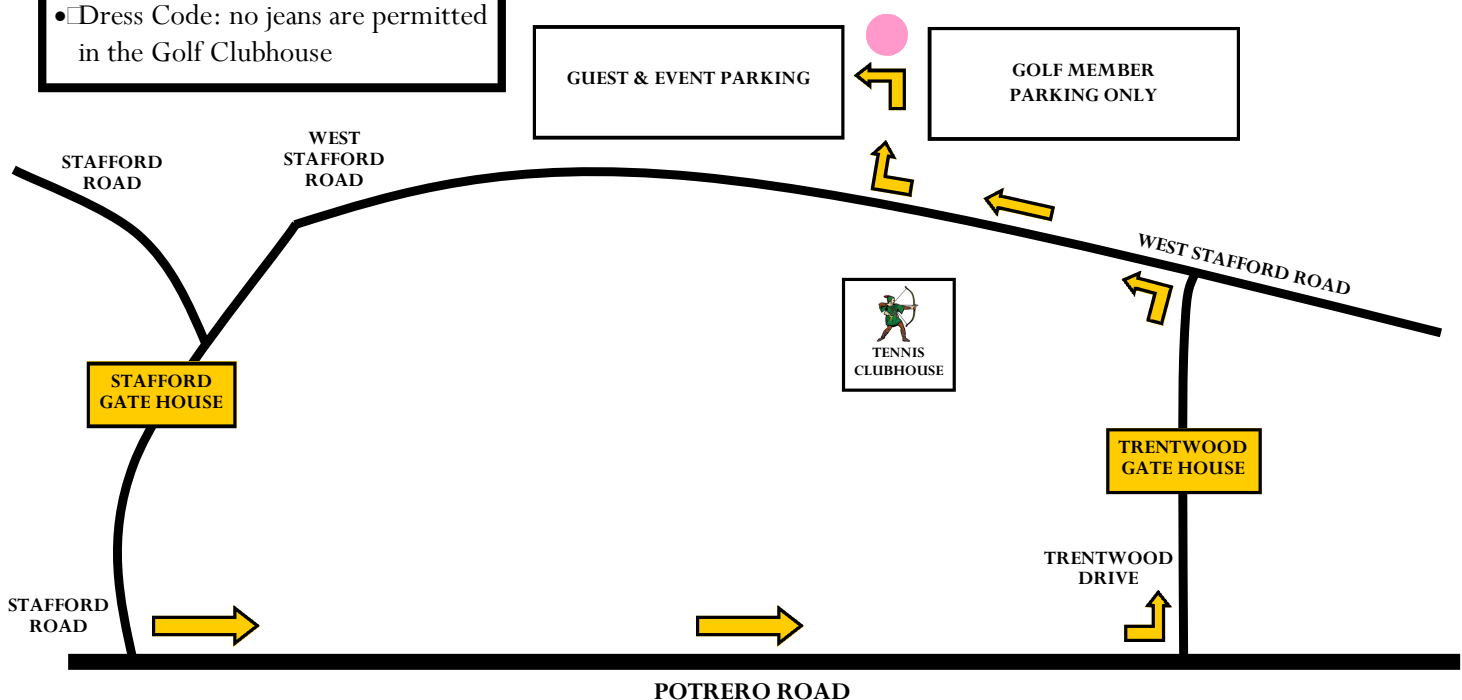 •□Dress Code: no jeans are permitted
in the Golf Clubhouse
GUEST & EVENT PARKING
GOLF MEMBER
PARKING ONLY
STAFFORD
ROAD
WEST
STAFFORD
ROAD
WEST STAFFORD ROAD
TENNIS
CLUBHOUSE
STAFFORD
GATE HOUSE
TRENTWOOD
GATE HOUSE
TRENTWOOD
DRIVE
STAFFORD
ROAD
POTRERO ROAD